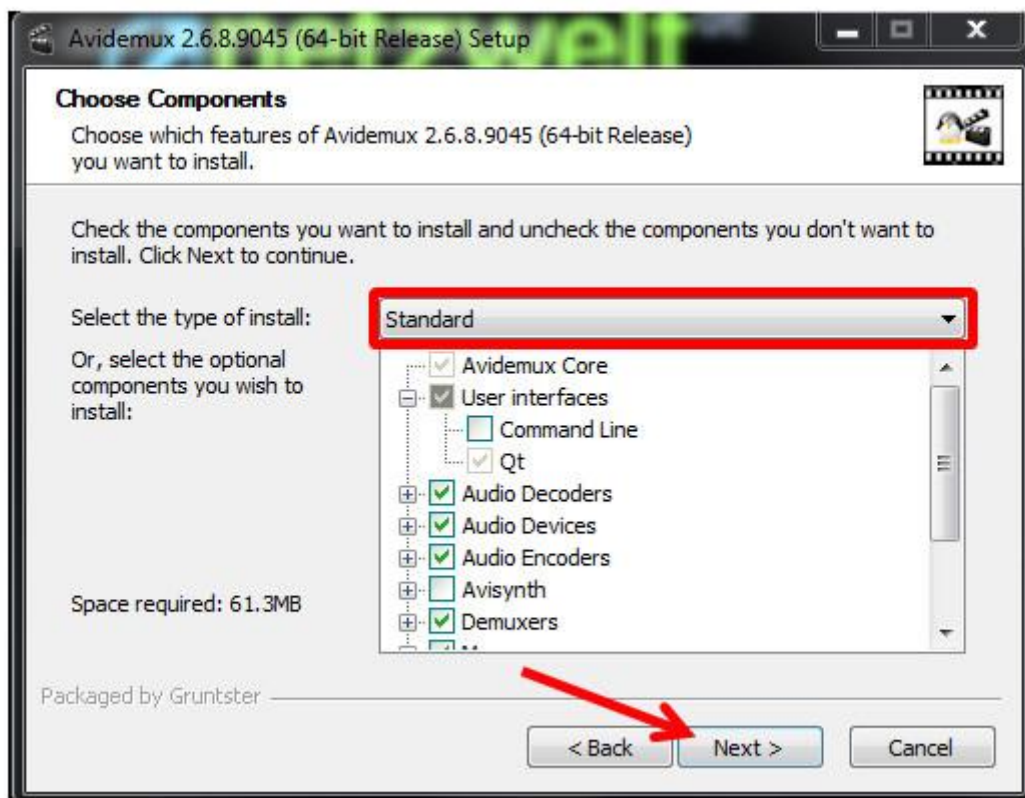 Avidemux 2.6.8.9045 (64-bit Release) Setup
netzwelt
Choose Components
Choose which features of Avidemux 2.6.8.9045 (64-bit Release)
you want to install.
Check the components you want to install and uncheck the components you don't want to
install. Click Next to continue.
Select the type of install:
Standard
Or, select the optional
components you wish to
install:
Avidemux Core
User interfaces
Command Line
Qt
Audio Decoders
Audio Devices
Audio Encoders
Avisynth
Demuxers
Space required: 61.3MB
Packaged by Gruntster
< Back
Next >
Cancel